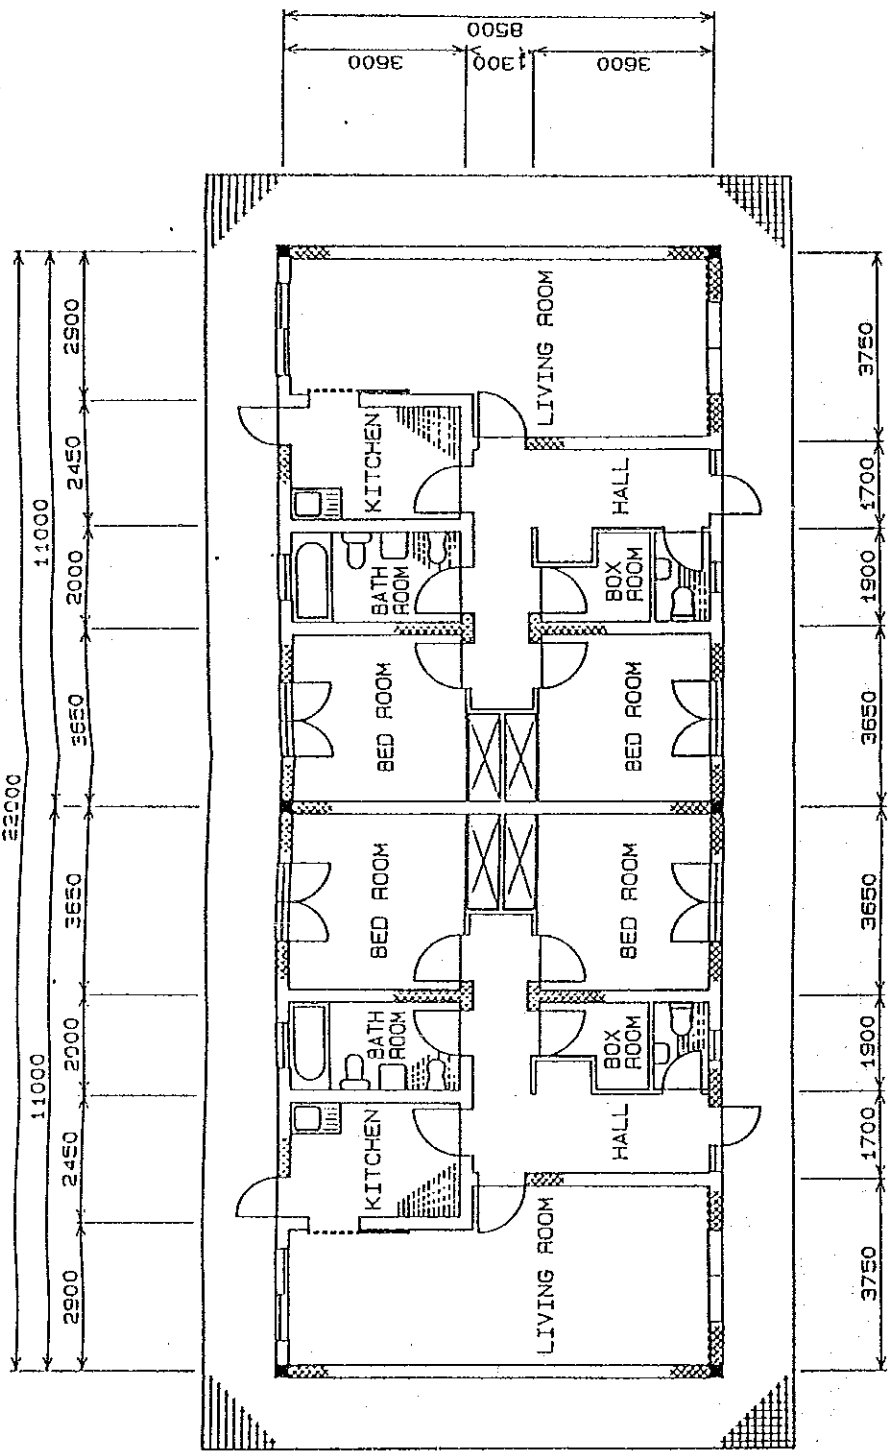 8500
3600
1300
3600
22000
11000
11000
2900
2450
2000
3650
3650
2000
2450
2900
LIVING ROOM
KITCHEN
HALL
BATH
ROOM
BOX
ROOM
BED ROOM
BED ROOM
BED ROOM
BED ROOM
BATH
ROOM
BOX
ROOM
KITCHEN
HALL
LIVING ROOM
3750
1700
1900
3650
3650
1900
1700
3750